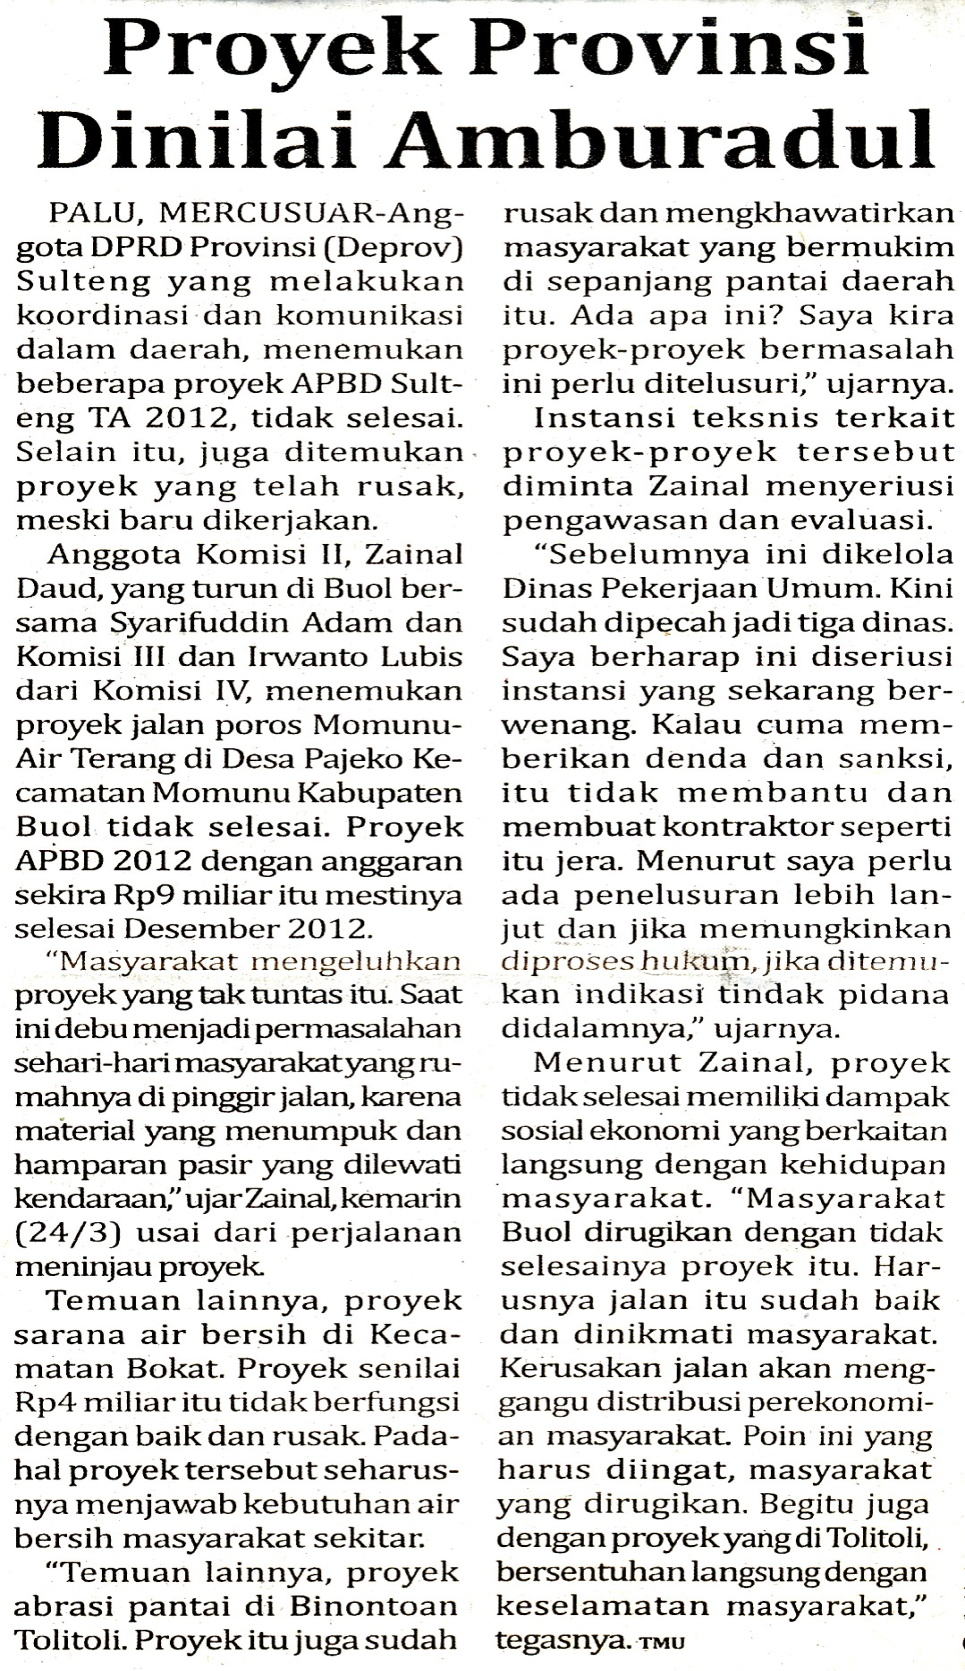 Proyek Provinsi
Dinilai Amburadul
PALU, MERCUSUAR-Ang-
gota DPRD Provinsi (Deprov)
Sulteng yang melakukan
koordinasi dan komunikasi
dalam daerah, menemukan
beberapa proyek APBD Sult-
eng TA 2012, tidak selesai.
Selain itu, juga ditemukan
proyek yang telah rusak,
meski baru dikerjakan.
Anggota Komisi II, Zainal
Daud, yang turun di Buol ber-
sama Syarifuddin Adam dan
Komisi III dan Irwanto Lubis
dari Komisi IV, menemukan
proyek jalan poros Momunu-
Air Terang di Desa Pajeko Ke-
camatan Momunu Kabupaten
Buol tidak selesai. Proyek
APBD 2012 dengan anggaran
sekira Rp9 miliar itu mestinya
selesai Desember 2012.
“Masyarakat mengeluhkan
proyek yang tak tuntas itu. Saat
ini debu menjadi permasalahan
sehari-hari masyarakat yang ru-
mahnya di pinggir jalan, karena
material yang menumpuk dan
hamparan pasir yang dilewati
kendaraan,” ujar Zainal, kemarin
(24/3) usai dari perjalanan
meninjau proyek.
Temuan lainnya, proyek
sarana air bersih di Keca-
matan Bokat. Proyek senilai
Rp4 miliar itu tidak berfungsi
dengan baik dan rusak. Pada-
hal proyek tersebut seharus-
nya menjawab kebutuhan air
bersih masyarakat sekitar.
“Temuan lainnya, proyek
abrasi pantai di Binontoan
Tolitoli. Proyek itu juga sudah
rusak dan mengkhawatirkan
masyarakat yang bermukim
di sepanjang pantai daerah
itu. Ada apa ini? Saya kira
proyek-proyek bermasalah
ini perlu ditelusuri,” ujarnya.
Instansi teksnis terkait
proyek-proyek tersebut
diminta Zainal menyeriusi
pengawasan dan evaluasi.
“Sebelumnya ini dikelola
Dinas Pekerjaan Umum. Kini
sudah dipecah jadi tiga dinas.
Saya berharap ini diseriusi
instansi yang sekarang ber-
wenang. Kalau cuma mem-
berikan denda dan sanksi,
itu tidak membantu dan
membuat kontraktor seperti
itu jera. Menurut saya perlu
ada penelusuran lebih lan-
jut dan jika memungkinkan
diproses hukum, jika ditemu-
kan indikasi tindak pidana
didalamnya,” ujarnya.
Menurut Zainal, proyek
tidak selesai memiliki dampak
sosial ekonomi yang berkaitan
langsung dengan kehidupan
masyarakat. “Masyarakat
Buol dirugikan dengan tidak
selesainya proyek itu. Har-
usnya jalan itu sudah baik
dan dinikmati masyarakat.
Kerusakan jalan akan meng-
gangu distribusi perekonomi-
an masyarakat. Poin ini yang
harus diingat, masyarakat
yang dirugikan. Begitu juga
dengan proyek yang di Tolitoli,
bersentuhan langsung dengan
keselamatan masyarakat,”
tegasnya. TMU